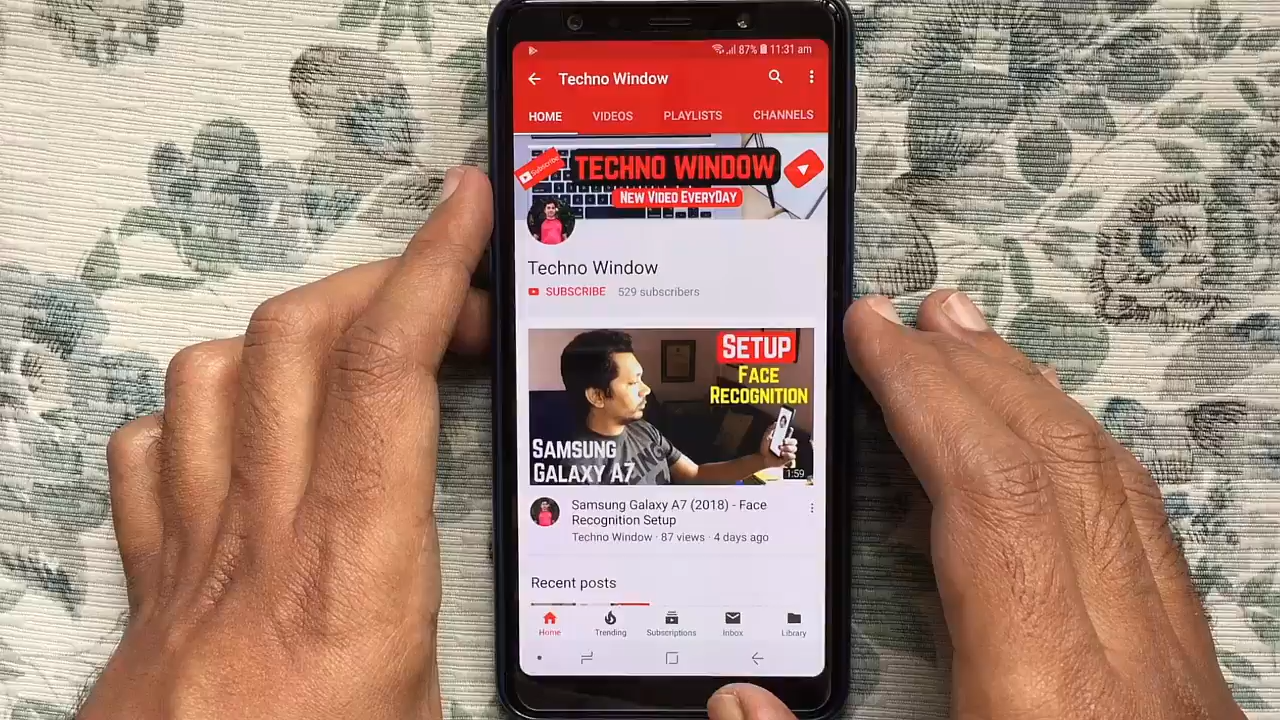 87% 11:31 am
Techno Window
HOME VIDEOS PLAYLISTS CHANNELS
Subscribe
TECHNO WINDOW
NEW VIDEO EVERYDAY
Techno Window
SUBSCRIBE 529 subscribers
SETUP
FACE
RECOGNITION
SAMSUNG
GALAXY A7
1:59
Samsung Galaxy A7 (2018) - Face
Recognition Setup
Techno Window · 87 views · 4 days ago
Recent posts
Home Trending Subscriptions Inbox Library